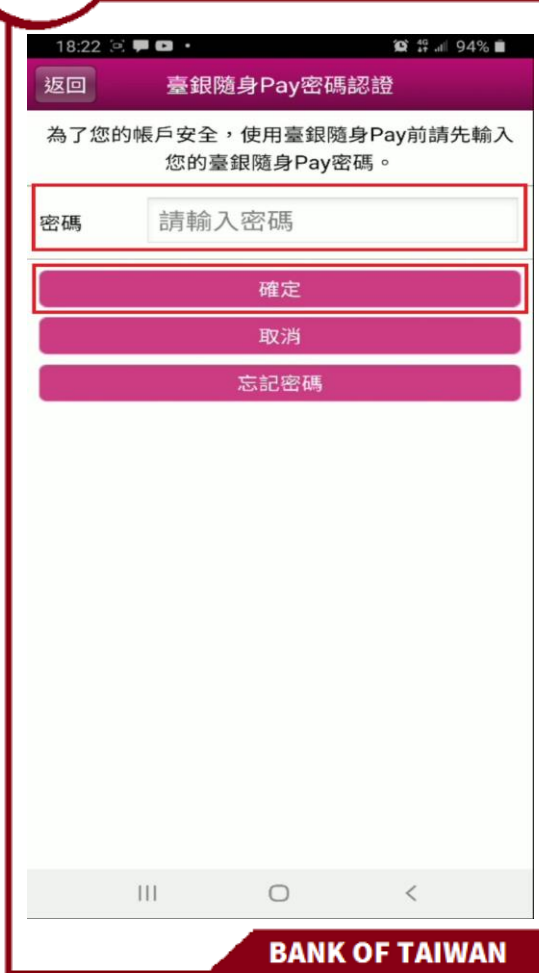 18:22
4G 94%
返回
臺銀隨身Pay密碼認證
為了您的帳戶安全，使用臺銀隨身Pay前請先輸入
您的臺銀隨身Pay密碼。
密碼
請輸入密碼
確定
取消
忘記密碼
BANK OF TAIWAN